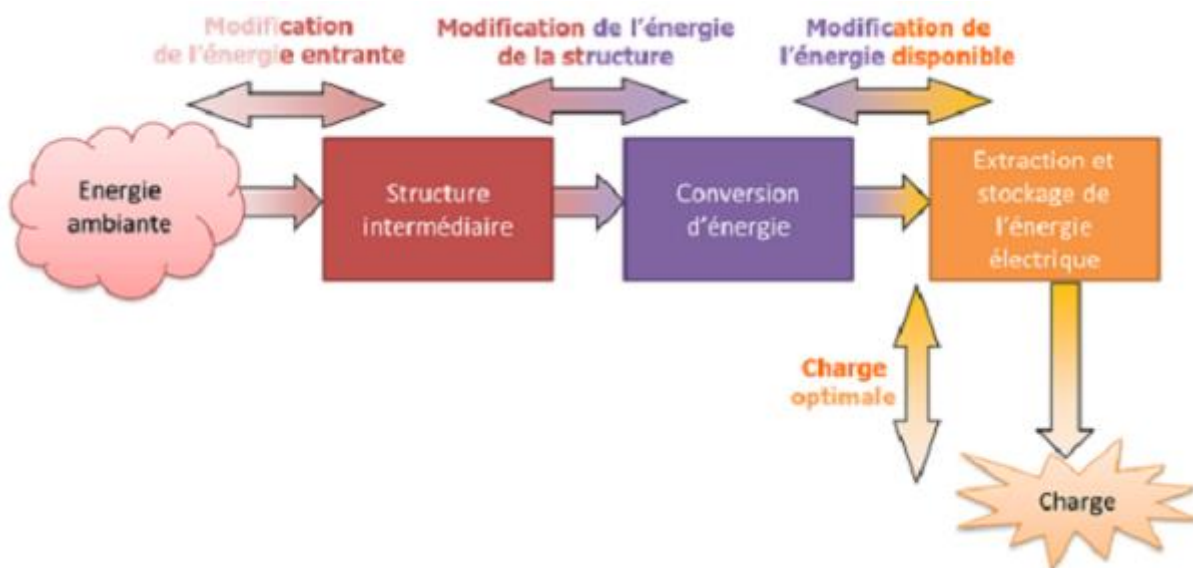 Modification
de l'énergie entrante
Modification de l'énergie
de la structure
Modification de
l'énergie disponible
Energie
ambiante
Structure
intermédiaire
Conversion
d'énergie
Extraction et
stockage de
l'énergie
électrique
Charge
optimale
Charge